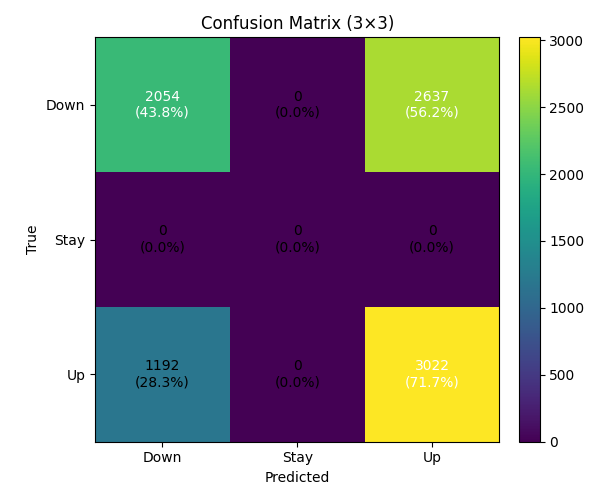 Confusion Matrix (3×3)
Down
2054
(43.8%)
0
(0.0%)
2637
(56.2%)
Stay
0
(0.0%)
0
(0.0%)
0
(0.0%)
Up
1192
(28.3%)
0
(0.0%)
3022
(71.7%)
True
Down
Stay
Up
Predicted
3000
2500
2000
1500
1000
500
0